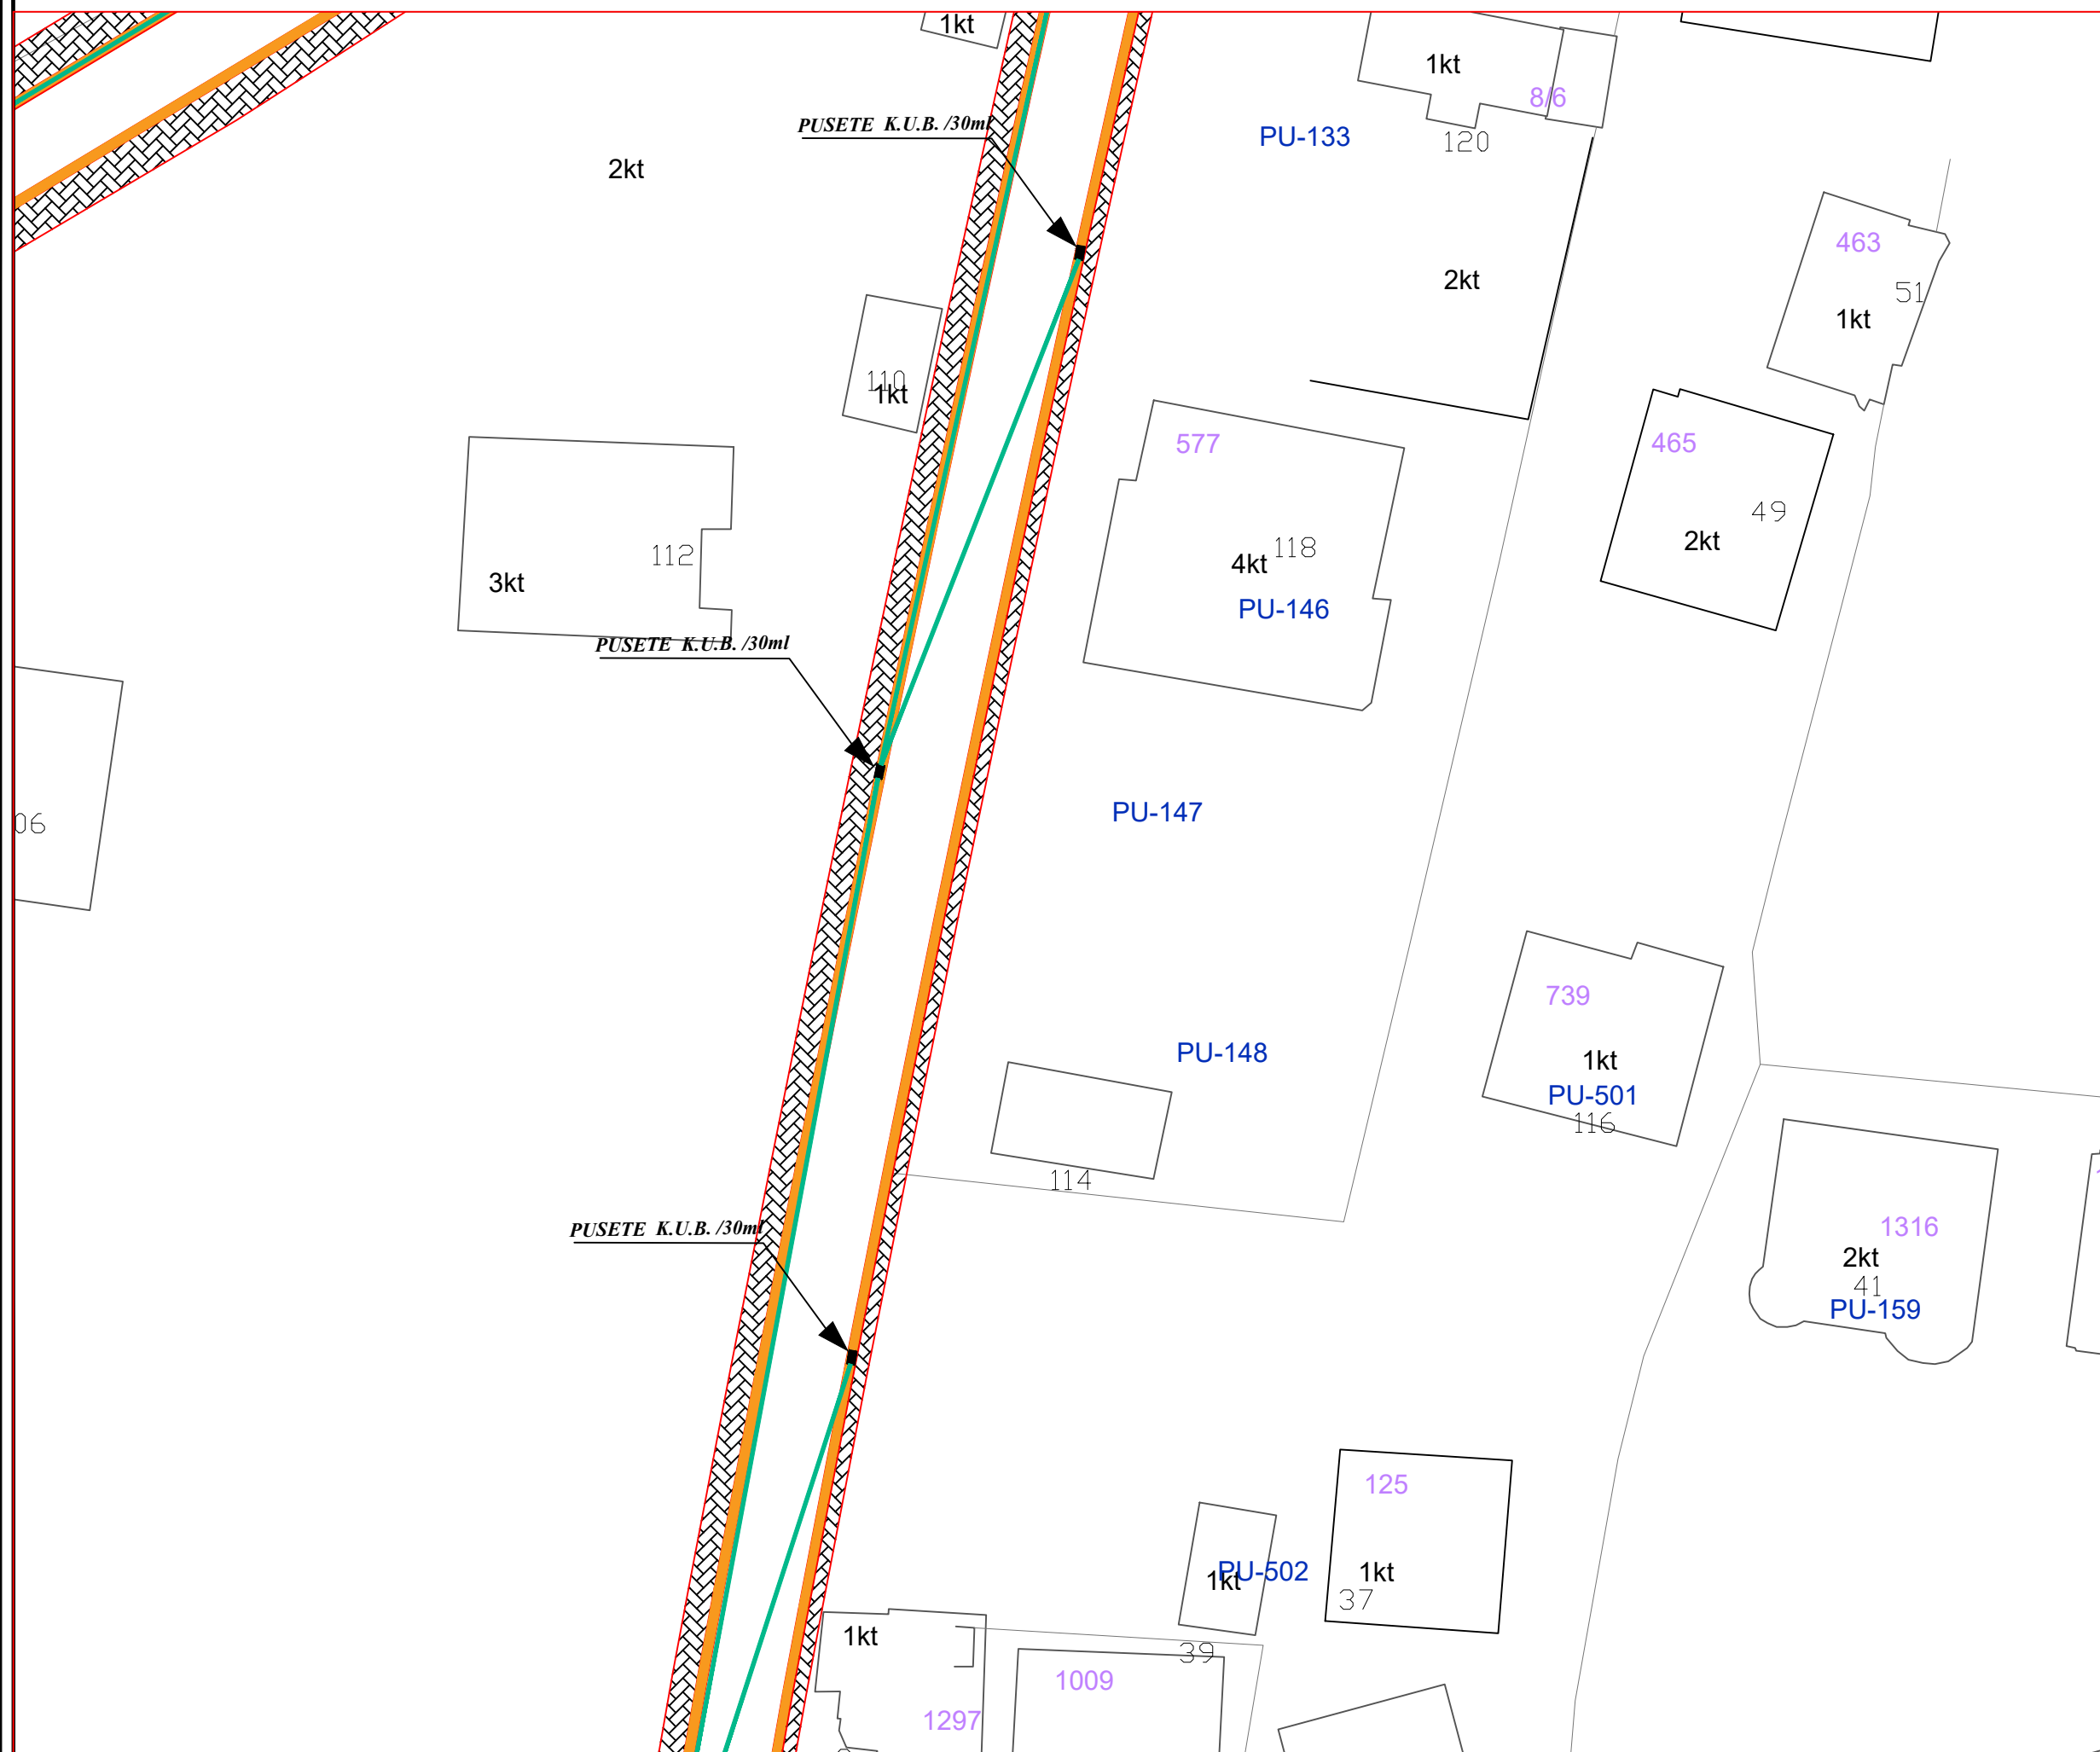 1kt
1kt
8/6
PUSETE K.U.B. /30ml
PU-133
120
2kt
463
2kt
51
1kt
110
1kt
577
465
49
2kt
112
118
4kt
3kt
PU-146
PUSETE K.U.B. /30ml
PU-147
06
739
PU-148
1kt
PU-501
116
114
PUSETE K.U.B. /30ml
1316
2kt
41
PU-159
125
PU-502
1kt
1kt
37
1kt
39
1009
1297